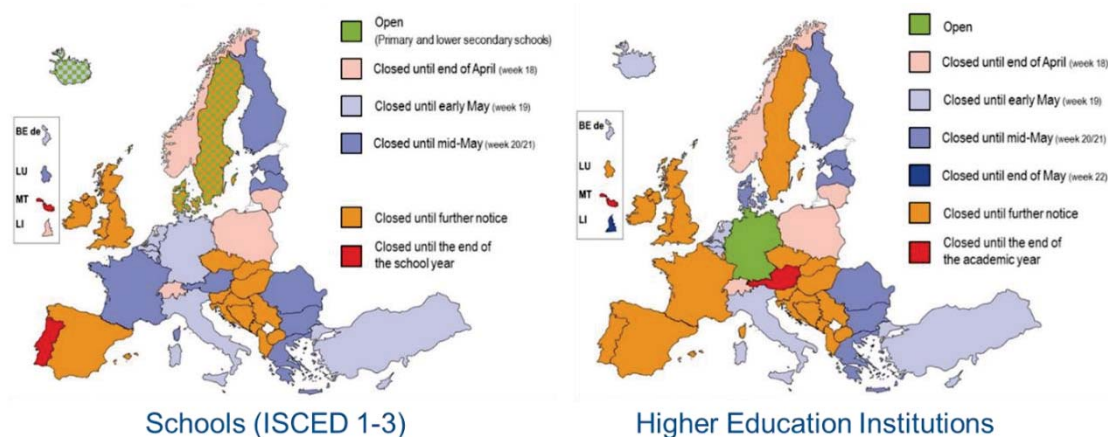 Open
(Primary and lower secondary schools)
Closed until end of April (week 18)
Closed until early May (week 19)
Closed until mid-May (week 20/21)
Closed until further notice
Closed until the end of
the school year
BE de
LU
MT
LI
Schools (ISCED 1-3)
Open
Closed until end of April (week 18)
Closed until early May (week 19)
Closed until mid-May (week 20/21)
Closed until end of May (week 22)
Closed until further notice
Closed until the end of
the academic year
BE de
LU
MT
LI
Higher Education Institutions